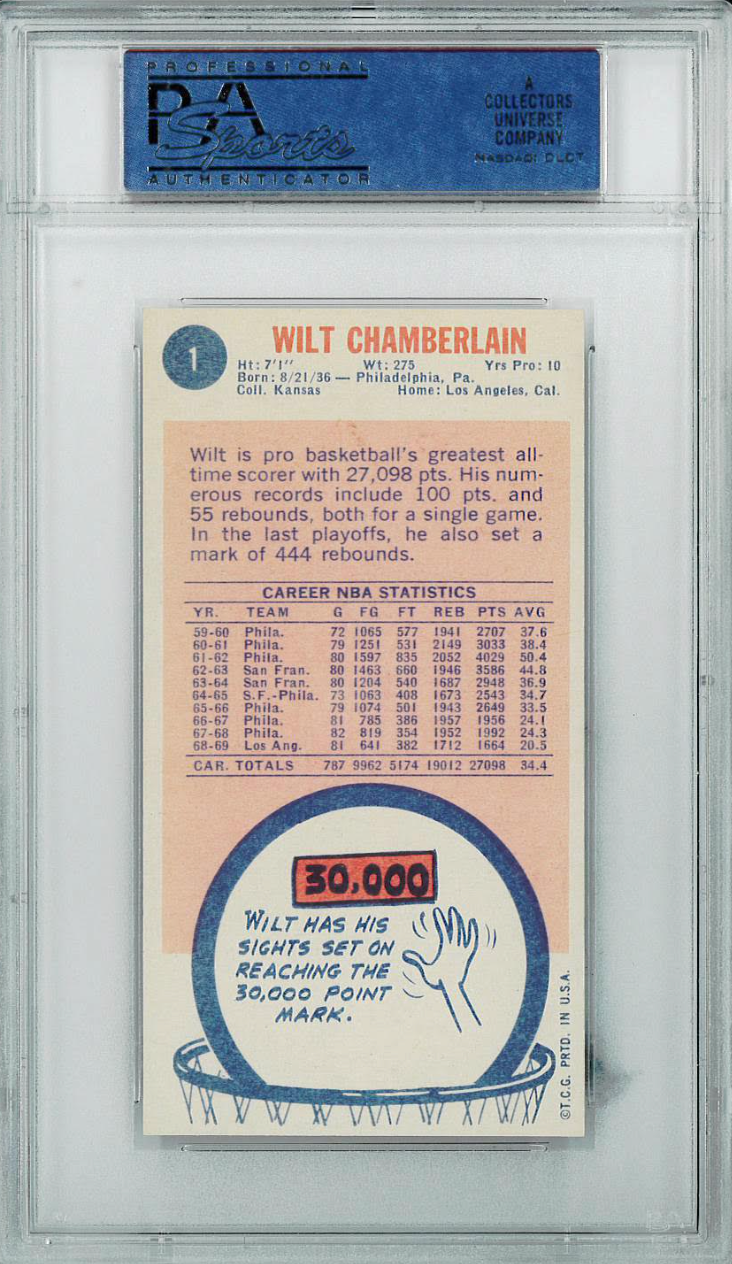 PROFESSIONAL
PSA
Sports
AUTHENTICATOR
A
COLLECTORS
UNIVERSE
COMPANY
NASDAQ: CLCT
1
WILT CHAMBERLAIN
Ht: 7'1" Wt: 275 Yrs Pro: 10
Born: 8/21/36 — Philadelphia, Pa.
Coll. Kansas Home: Los Angeles, Cal.
Wilt is pro basketball's greatest all-
time scorer with 27,098 pts. His num-
erous records include 100 pts. and
55 rebounds, both for a single game.
In the last playoffs, he also set a
mark of 444 rebounds.
CAREER NBA STATISTICS
YR. TEAM G FG FT REB PTS AVG
59-60 Phila. 72 1065 577 1941 2707 37.6
60-61 Phila. 79 1251 531 2149 3033 38.4
61-62 Phila. 80 1597 835 2052 4029 50.4
62-63 San Fran. 80 1463 660 1946 3586 44.8
63-64 San Fran. 80 1204 540 1687 2948 36.9
64-65 S.F.-Phila. 73 1063 408 1673 2543 34.7
65-66 Phila. 79 1074 501 1943 2649 33.5
66-67 Phila. 81 785 386 1957 1956 24.1
67-68 Phila. 82 819 354 1952 1992 24.3
68-69 Los Ang. 81 641 382 1712 1664 20.5
CAR. TOTALS 787 9962 5174 19012 27098 34.4
30,000
WILT HAS HIS
SIGHTS SET ON
REACHING THE
30,000 POINT
MARK.
©T.C.G. PRTD. IN U.S.A.